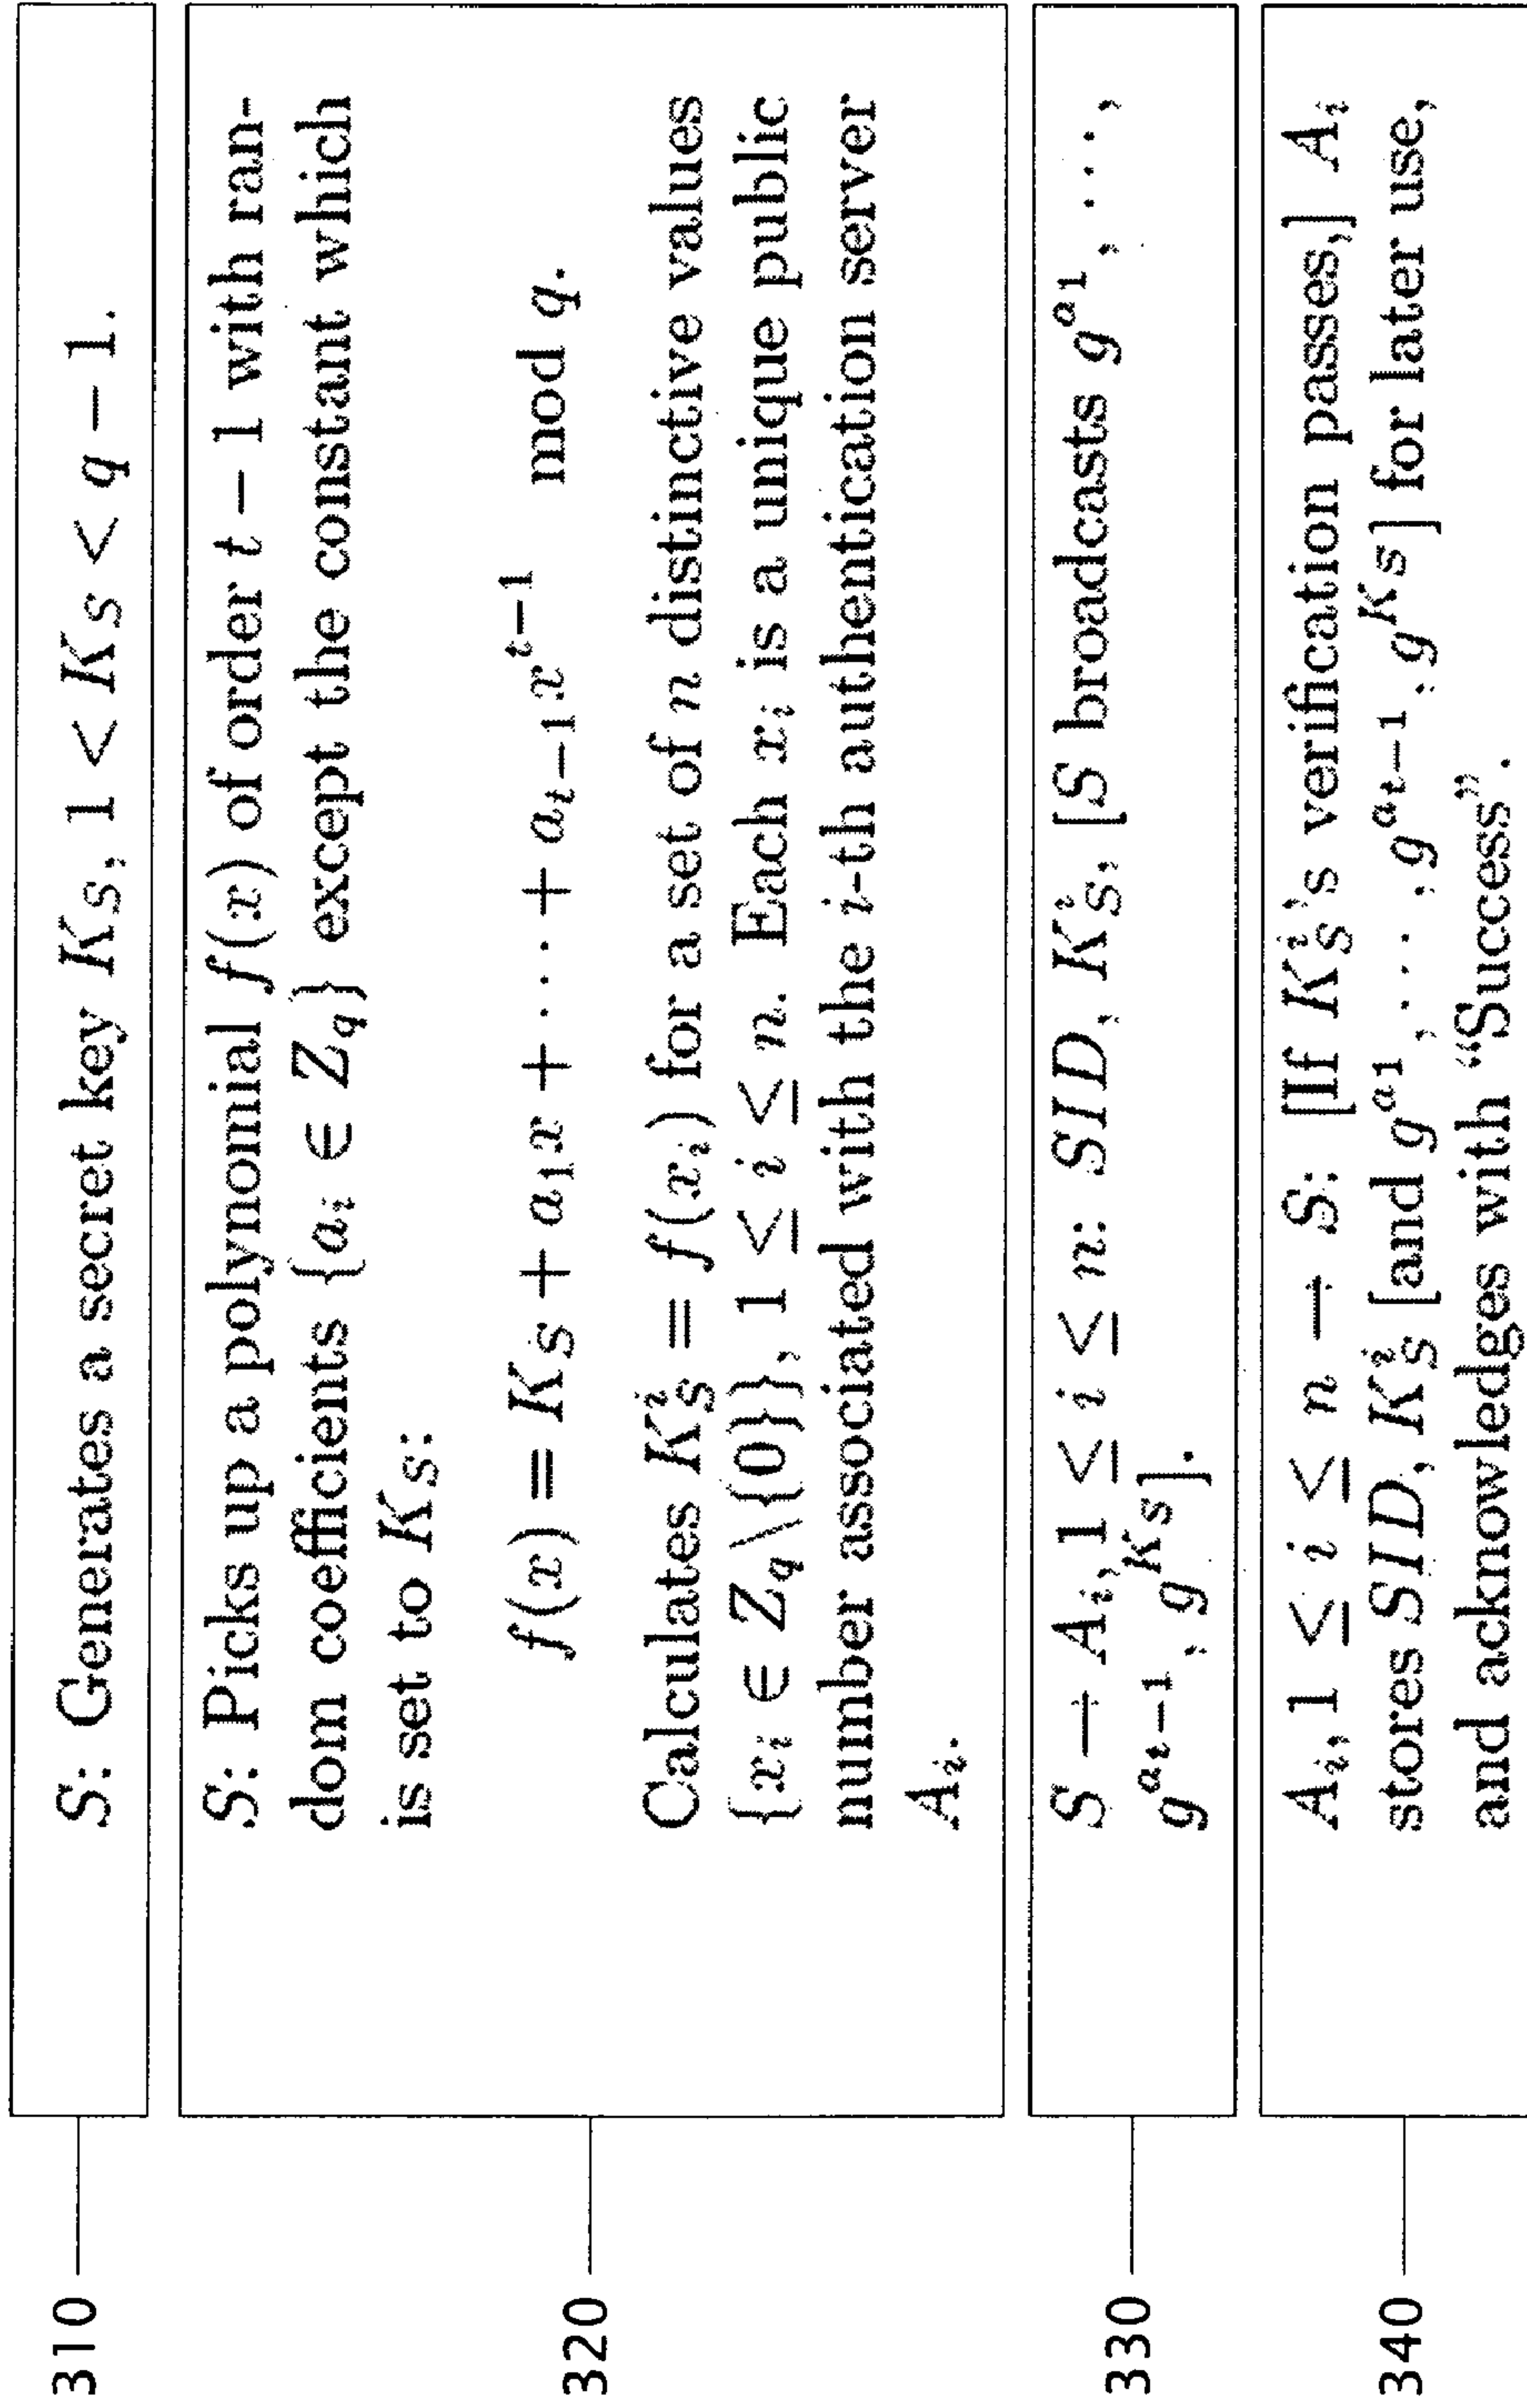 310
S: Generates a secret key K_S, 1 < K_S < q − 1.
320
S: Picks up a polynomial f(x) of order t − 1 with ran-
dom coefficients {a_i ∈ Z_q} except the constant which
is set to K_S:
f(x) = K_S + a_1x + ··· + a_{t−1}x^{t−1} mod q.
Calculates K_S^i = f(x_i) for a set of n distinctive values
{x_i ∈ Z_q\{0}}, 1 ≤ i ≤ n. Each x_i is a unique public
number associated with the i-th authentication server
A_i.
330
S → A_i, 1 ≤ i ≤ n: SID, K_S^i, [S broadcasts g^{a_1}, ···,
g^{a_{t−1}}, g^{K_S}].
340
A_i, 1 ≤ i ≤ n → S: [If K_S^i's verification passes,] A_i
stores SID, K_S^i [and g^{a_1}, ···, g^{a_{t−1}}, g^{K_S}] for later use,
and acknowledges with “Success”.